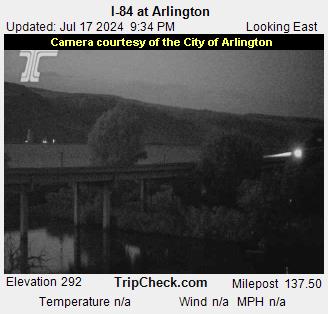 I-84 at Arlington
Updated: Jul 17 2024 9:34 PM Looking East
Camera courtesy of the City of Arlington
Elevation 292 TripCheck.com Milepost 137.50
Temperature n/a Wind n/a MPH n/a